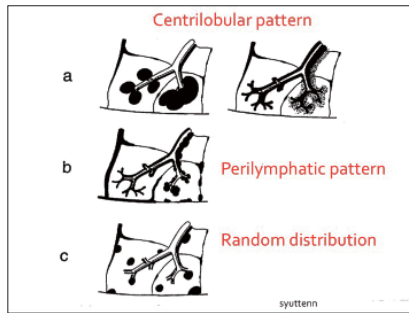 Centrilobular pattern
a
b
Perilymphatic pattern
c
Random distribution
syuttenn